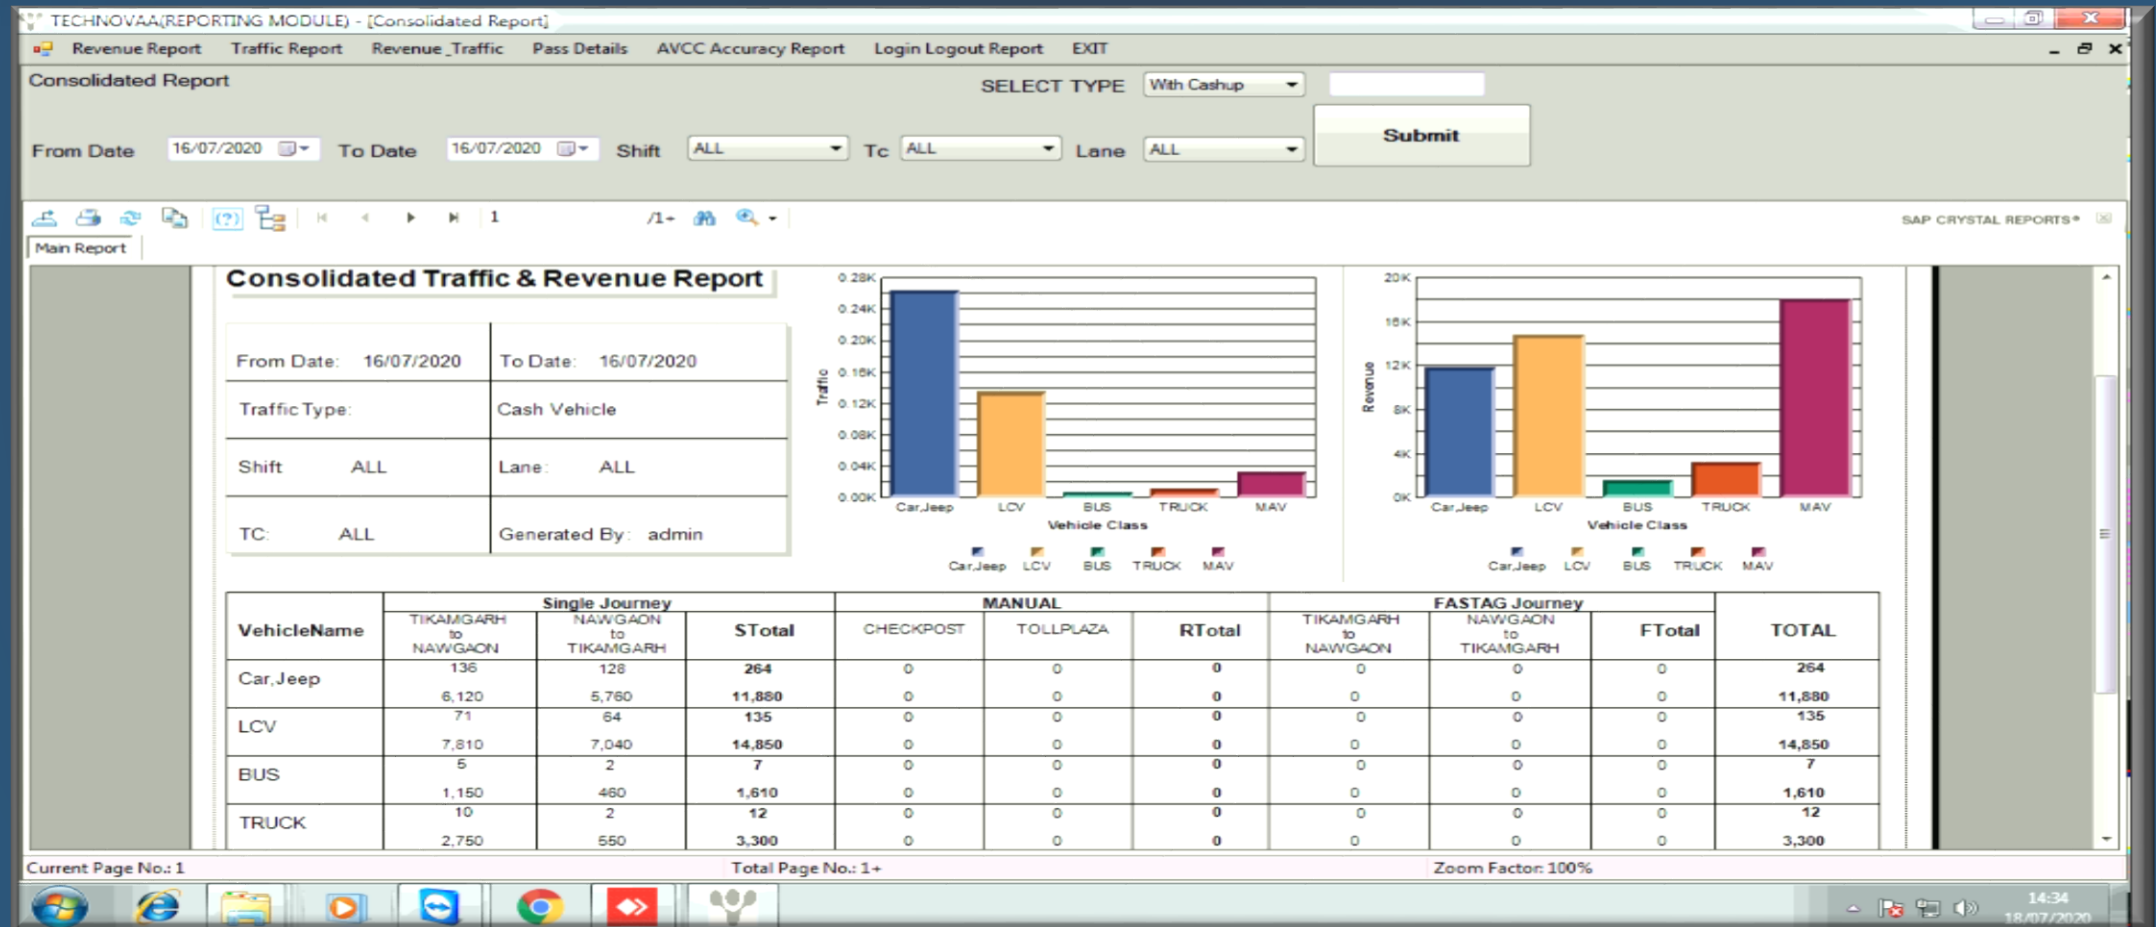 TECHNOVAA(REPORTING MODULE) - [Consolidated Report]
Revenue Report Traffic Report Revenue_Traffic Pass Details AVCC Accuracy Report Login Logout Report EXIT
Consolidated Report
SELECT TYPE With Cashup
From Date 16/07/2020 To Date 16/07/2020 Shift ALL Tc ALL Lane ALL Submit
1 /1+
SAP CRYSTAL REPORTS®
Main Report
Consolidated Traffic & Revenue Report
From Date: 16/07/2020 To Date: 16/07/2020
Traffic Type: Cash Vehicle
Shift ALL Lane: ALL
TC: ALL Generated By: admin
0.28K
0.24K
0.20K
0.16K
0.12K
0.08K
0.04K
0.00K
Traffic
Car,Jeep LCV BUS TRUCK MAV
Vehicle Class
Car,Jeep LCV BUS TRUCK MAV
20K
16K
12K
8K
4K
0K
Revenue
Car,Jeep LCV BUS TRUCK MAV
Vehicle Class
Car,Jeep LCV BUS TRUCK MAV
VehicleName Single Journey MANUAL FASTAG Journey TOTAL
TIKAMGARH to NAWGAON NAWGAON to TIKAMGARH STotal CHECKPOST TOLLPLAZA RTotal TIKAMGARH to NAWGAON NAWGAON to TIKAMGARH FTotal
Car,Jeep 136 128 264 0 0 0 0 0 0 264
6,120 5,760 11,880 0 0 0 0 0 0 11,880
LCV 71 64 135 0 0 0 0 0 0 135
7,810 7,040 14,850 0 0 0 0 0 0 14,850
BUS 5 2 7 0 0 0 0 0 0 7
1,150 460 1,610 0 0 0 0 0 0 1,610
TRUCK 10 2 12 0 0 0 0 0 0 12
2,750 550 3,300 0 0 0 0 0 0 3,300
Current Page No.: 1 Total Page No.: 1+ Zoom Factor: 100%
14:34
18/07/2020